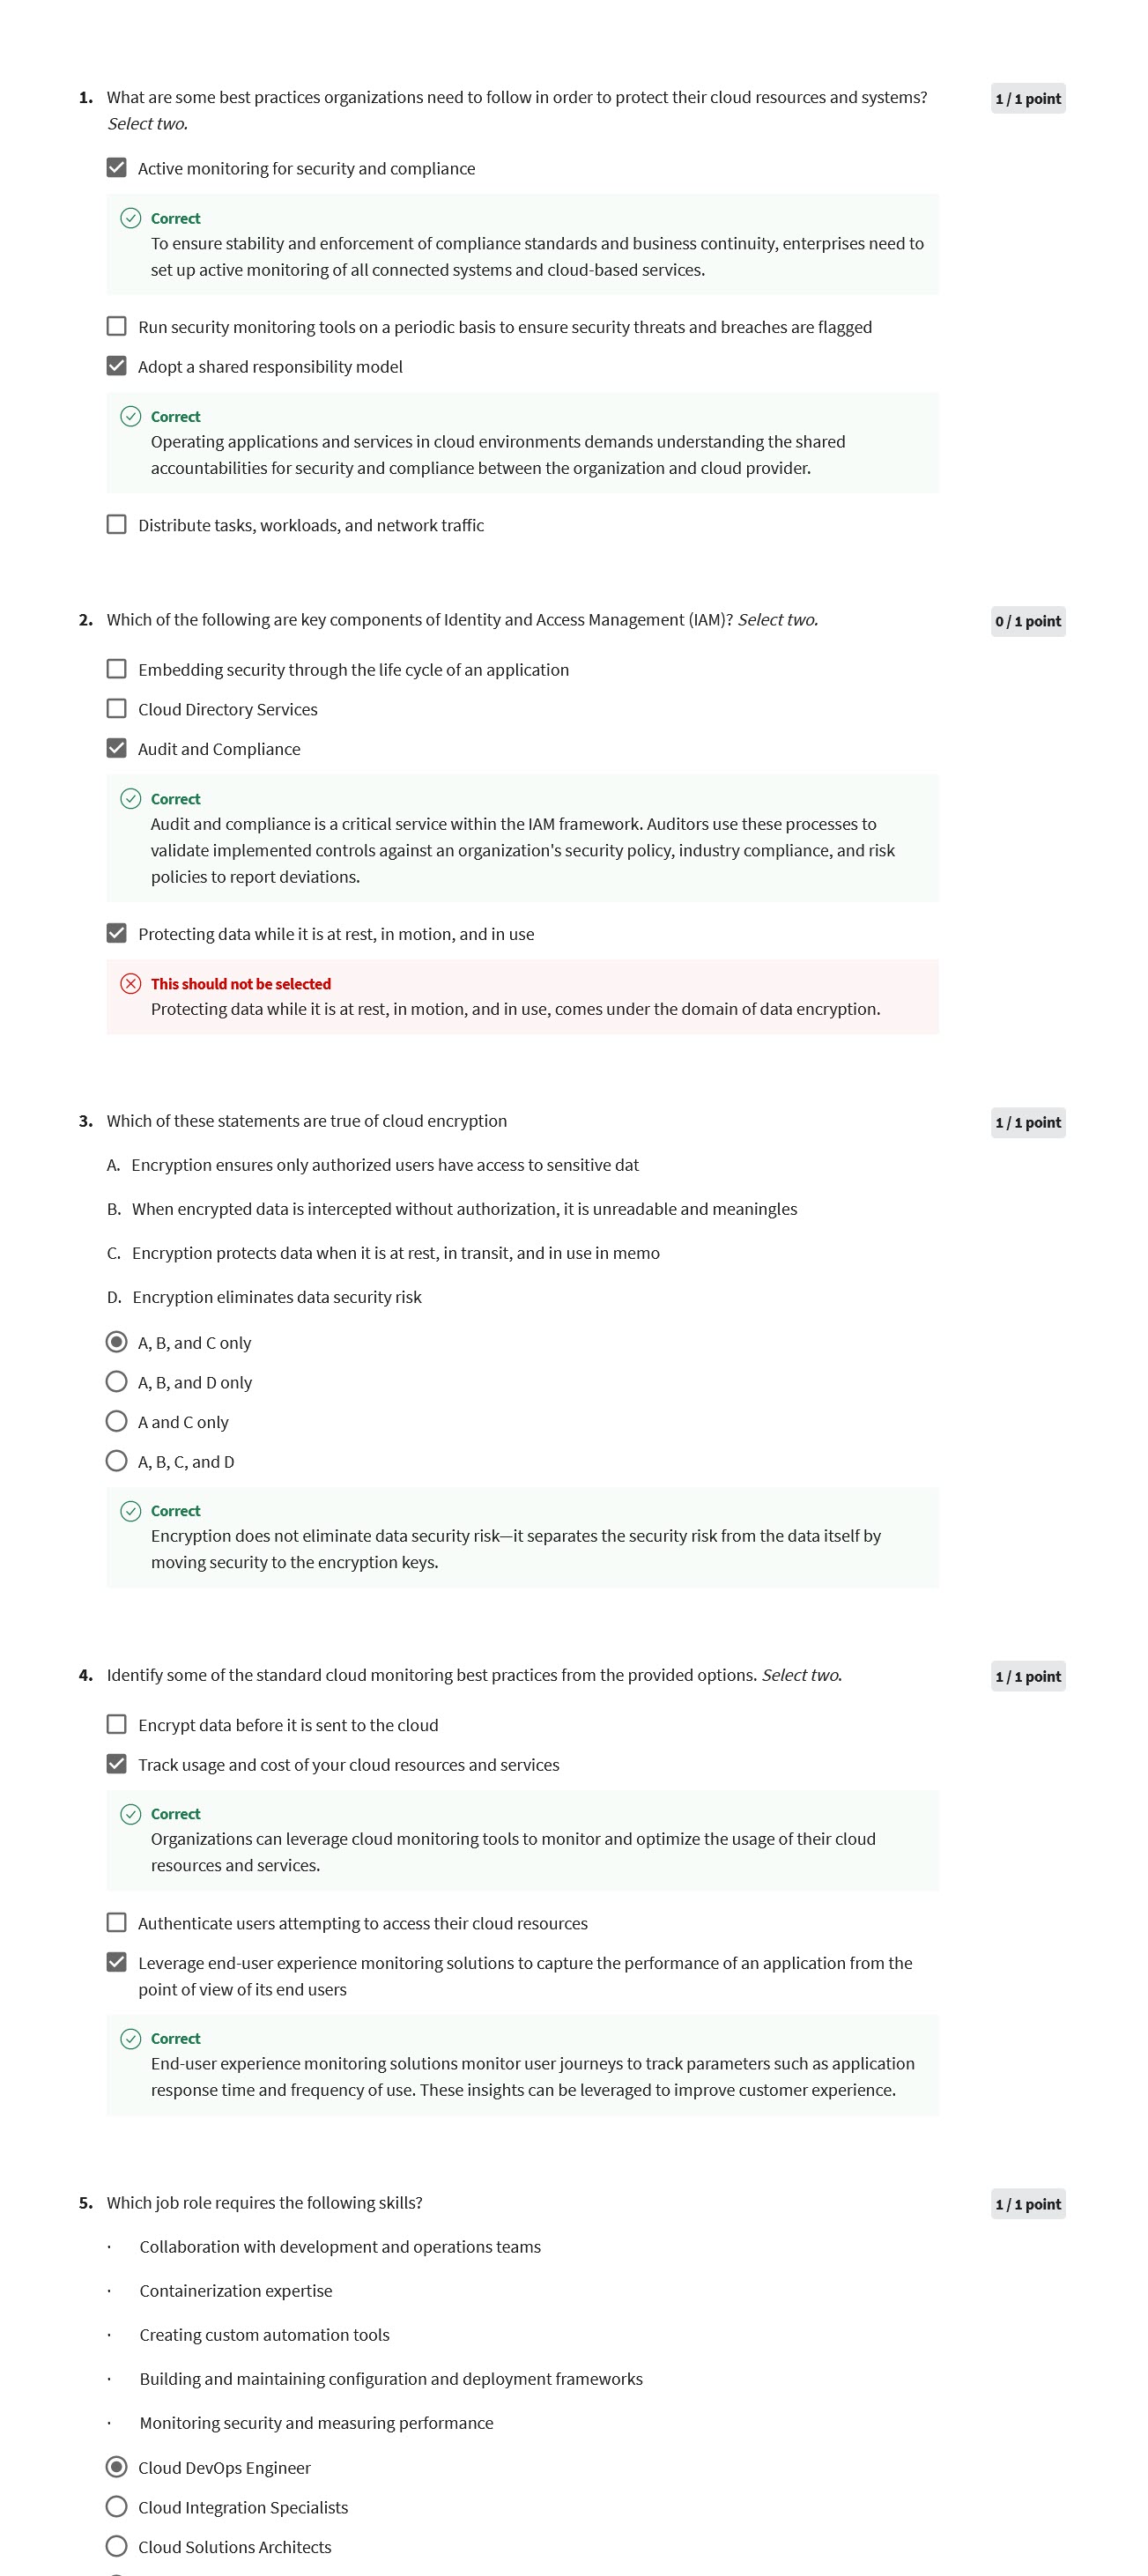 1. What are some best practices organizations need to follow in order to protect their cloud resources and systems? 1 / 1 point
Select two.
Active monitoring for security and compliance
Correct
To ensure stability and enforcement of compliance standards and business continuity, enterprises need to
set up active monitoring of all connected systems and cloud-based services.
Run security monitoring tools on a periodic basis to ensure security threats and breaches are flagged
Adopt a shared responsibility model
Correct
Operating applications and services in cloud environments demands understanding the shared
accountabilities for security and compliance between the organization and cloud provider.
Distribute tasks, workloads, and network traffic
2. Which of the following are key components of Identity and Access Management (IAM)? Select two. 0 / 1 point
Embedding security through the life cycle of an application
Cloud Directory Services
Audit and Compliance
Correct
Audit and compliance is a critical service within the IAM framework. Auditors use these processes to
validate implemented controls against an organization's security policy, industry compliance, and risk
policies to report deviations.
Protecting data while it is at rest, in motion, and in use
This should not be selected
Protecting data while it is at rest, in motion, and in use, comes under the domain of data encryption.
3. Which of these statements are true of cloud encryption 1 / 1 point
A. Encryption ensures only authorized users have access to sensitive dat
B. When encrypted data is intercepted without authorization, it is unreadable and meaningles
C. Encryption protects data when it is at rest, in transit, and in use in memo
D. Encryption eliminates data security risk
A, B, and C only
A, B, and D only
A and C only
A, B, C, and D
Correct
Encryption does not eliminate data security risk—it separates the security risk from the data itself by
moving security to the encryption keys.
4. Identify some of the standard cloud monitoring best practices from the provided options. Select two. 1 / 1 point
Encrypt data before it is sent to the cloud
Track usage and cost of your cloud resources and services
Correct
Organizations can leverage cloud monitoring tools to monitor and optimize the usage of their cloud
resources and services.
Authenticate users attempting to access their cloud resources
Leverage end-user experience monitoring solutions to capture the performance of an application from the
point of view of its end users
Correct
End-user experience monitoring solutions monitor user journeys to track parameters such as application
response time and frequency of use. These insights can be leveraged to improve customer experience.
5. Which job role requires the following skills? 1 / 1 point
· Collaboration with development and operations teams
· Containerization expertise
· Creating custom automation tools
· Building and maintaining configuration and deployment frameworks
· Monitoring security and measuring performance
Cloud DevOps Engineer
Cloud Integration Specialists
Cloud Solutions Architects